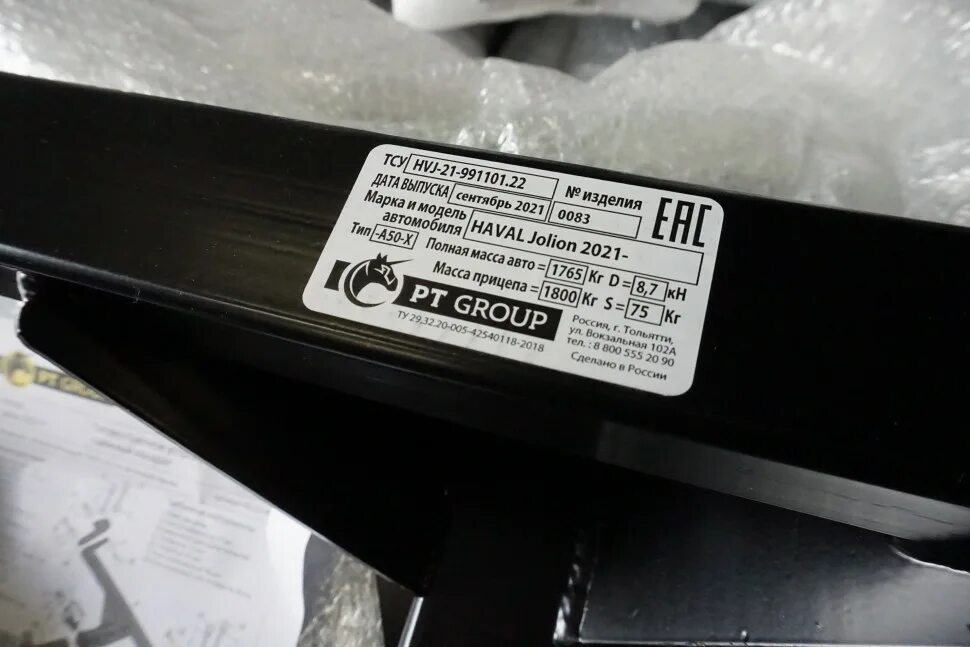 ТСУ HVJ-21-991101.22 № изделия
ДАТА ВЫПУСКА сентябрь 2021 0083
EAC
Марка и модель автомобиля HAVAL Jolion 2021-
Тип -A50-X Полная масса авто = 1765 Кг D = 8,7 кН
Масса прицепа = 1800 Кг S = 75 Кг
PT GROUP
ТУ 29,32.20-005-42540118-2018
Россия, г. Тольятти,
ул. Вокзальная 102А
тел. : 8 800 555 20 90
Сделано в России
PT GROUP